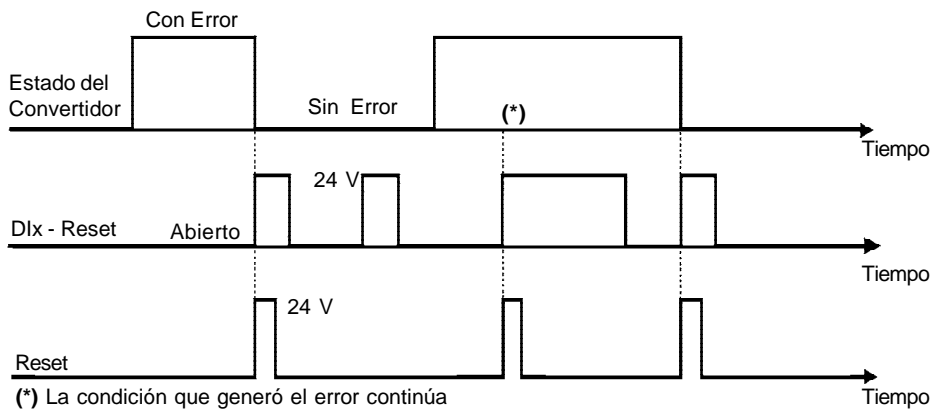 Con Error
Estado del
Convertidor
Sin Error
(*)
Tiempo
24 V
DIx - Reset
Abierto
Tiempo
24 V
Reset
Tiempo
(*) La condición que generó el error continúa